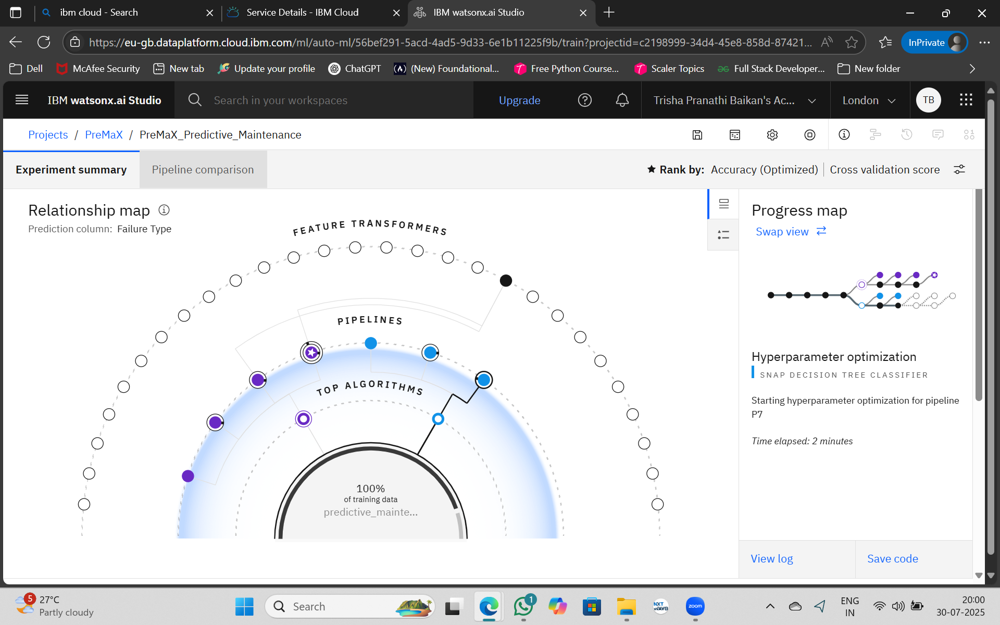 ibm cloud - Search
Service Details - IBM Cloud
IBM watsonx.ai Studio
https://eu-gb.dataplatform.cloud.ibm.com/ml/auto-ml/56bef291-5acd-4ad5-9d33-6e1b11225f9b/train?projectid=c2198999-34d4-45e8-858d-87421...
InPrivate
Dell
McAfee Security
New tab
Update your profile
ChatGPT
(New) Foundational...
Free Python Course...
Scaler Topics
Full Stack Developer...
New folder
IBM watsonx.ai Studio
Search in your workspaces
Upgrade
Trisha Pranathi Baikan's Ac...
London
TB
Projects / PreMaX / PreMaX_Predictive_Maintenance
Experiment summary
Pipeline comparison
Rank by: Accuracy (Optimized) | Cross validation score
Relationship map
Prediction column: Failure Type
FEATURE TRANSFORMERS
PIPELINES
TOP ALGORITHMS
100%
of training data
predictive_mainte...
Progress map
Swap view
Hyperparameter optimization
SNAP DECISION TREE CLASSIFIER
Starting hyperparameter optimization for pipeline
P7
Time elapsed: 2 minutes
View log
Save code
5
27°C
Partly cloudy
Search
1
NXT
WAVE
zoom
ENG
IN
20:00
30-07-2025